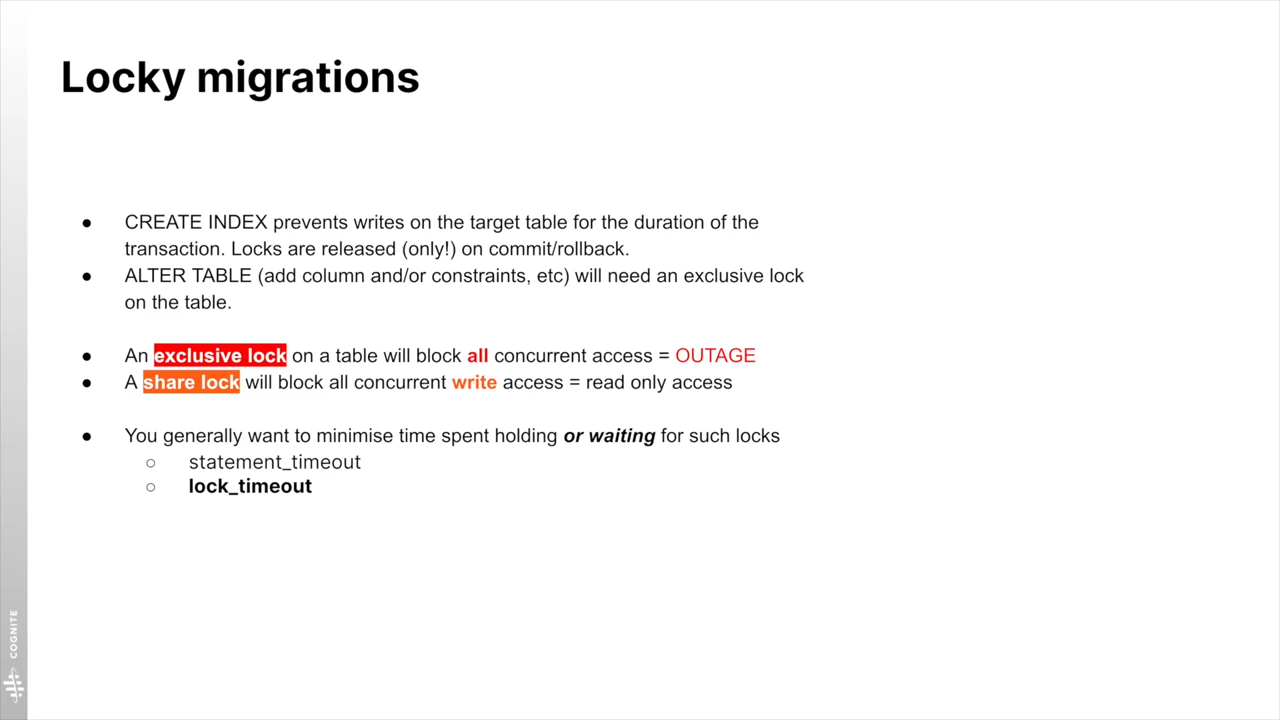 Locky migrations
● CREATE INDEX prevents writes on the target table for the duration of the
transaction. Locks are released (only!) on commit/rollback.
● ALTER TABLE (add column and/or constraints, etc) will need an exclusive lock
on the table.
● An exclusive lock on a table will block all concurrent access = OUTAGE
● A share lock will block all concurrent write access = read only access
● You generally want to minimise time spent holding or waiting for such locks
○ statement_timeout
○ lock_timeout
COGNITE